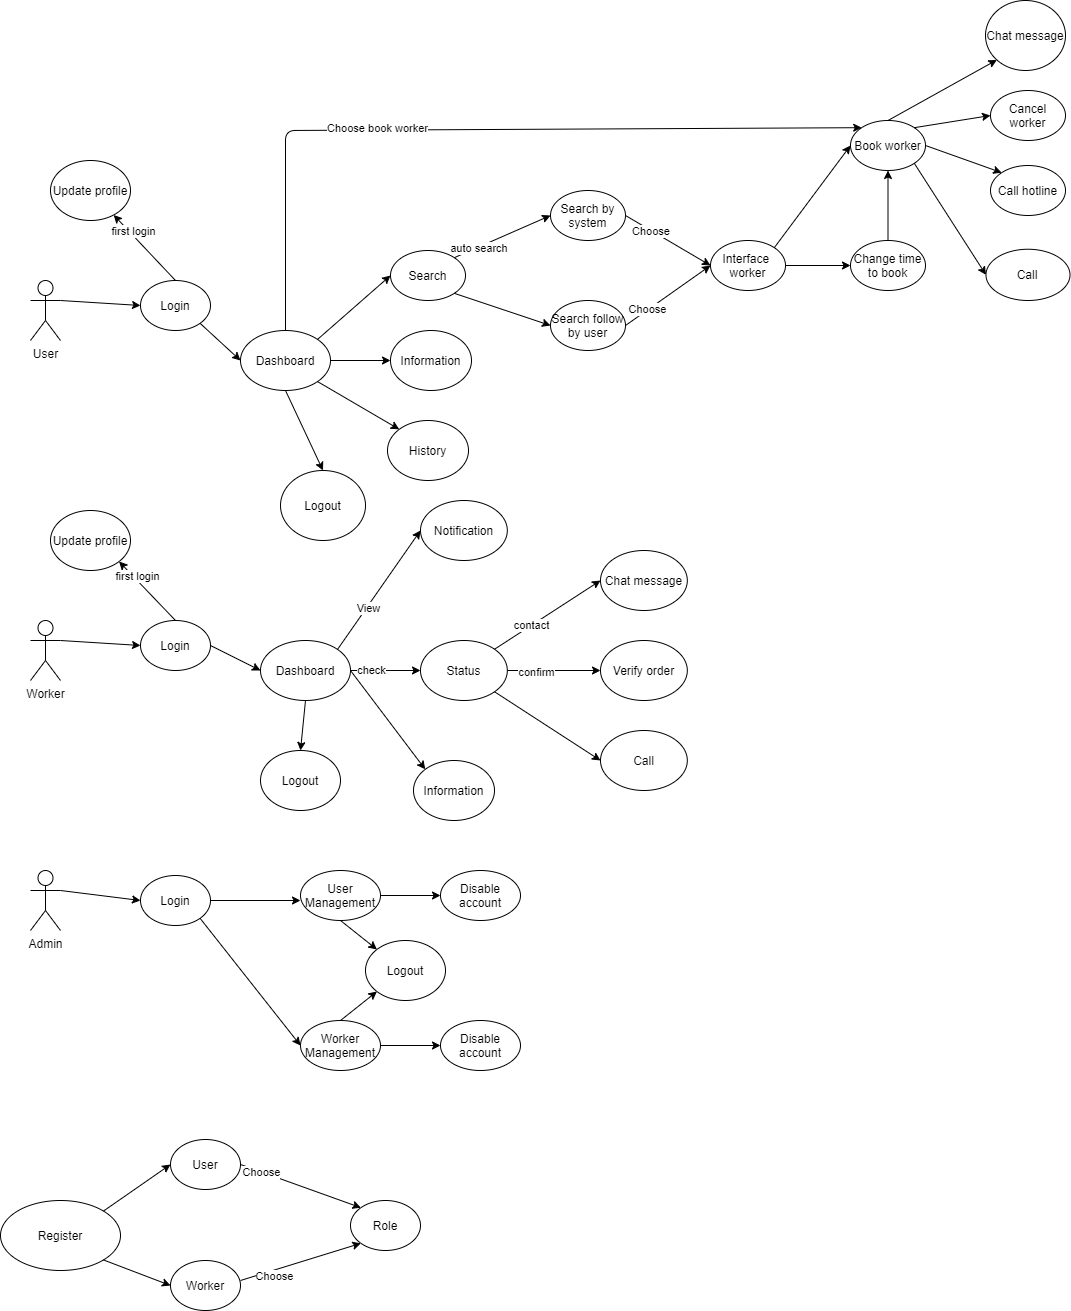 Chat message
Cancel
worker
Choose book worker
Book worker
Update profile
Call hotline
Search by
system
first login
Choose
auto search
Interface
worker
Change time
to book
Search
Call
Login
Choose
Search follow
by user
User
Dashboard
Information
History
Logout
Notification
Update profile
first login
Chat message
View
contact
Login
Dashboard
check
Status
confirm
Verify order
Worker
Call
Logout
Information
User
Management
Disable
account
Login
Admin
Logout
Worker
Management
Disable
account
User
Choose
Role
Register
Choose
Worker